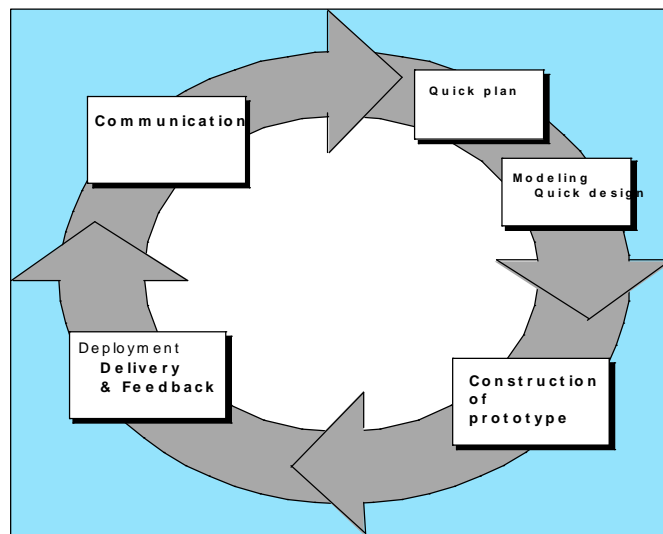 Communication
Quick plan
Modeling
Quick design
Construction
of
prototype
Deployment
Delivery
& Feedback